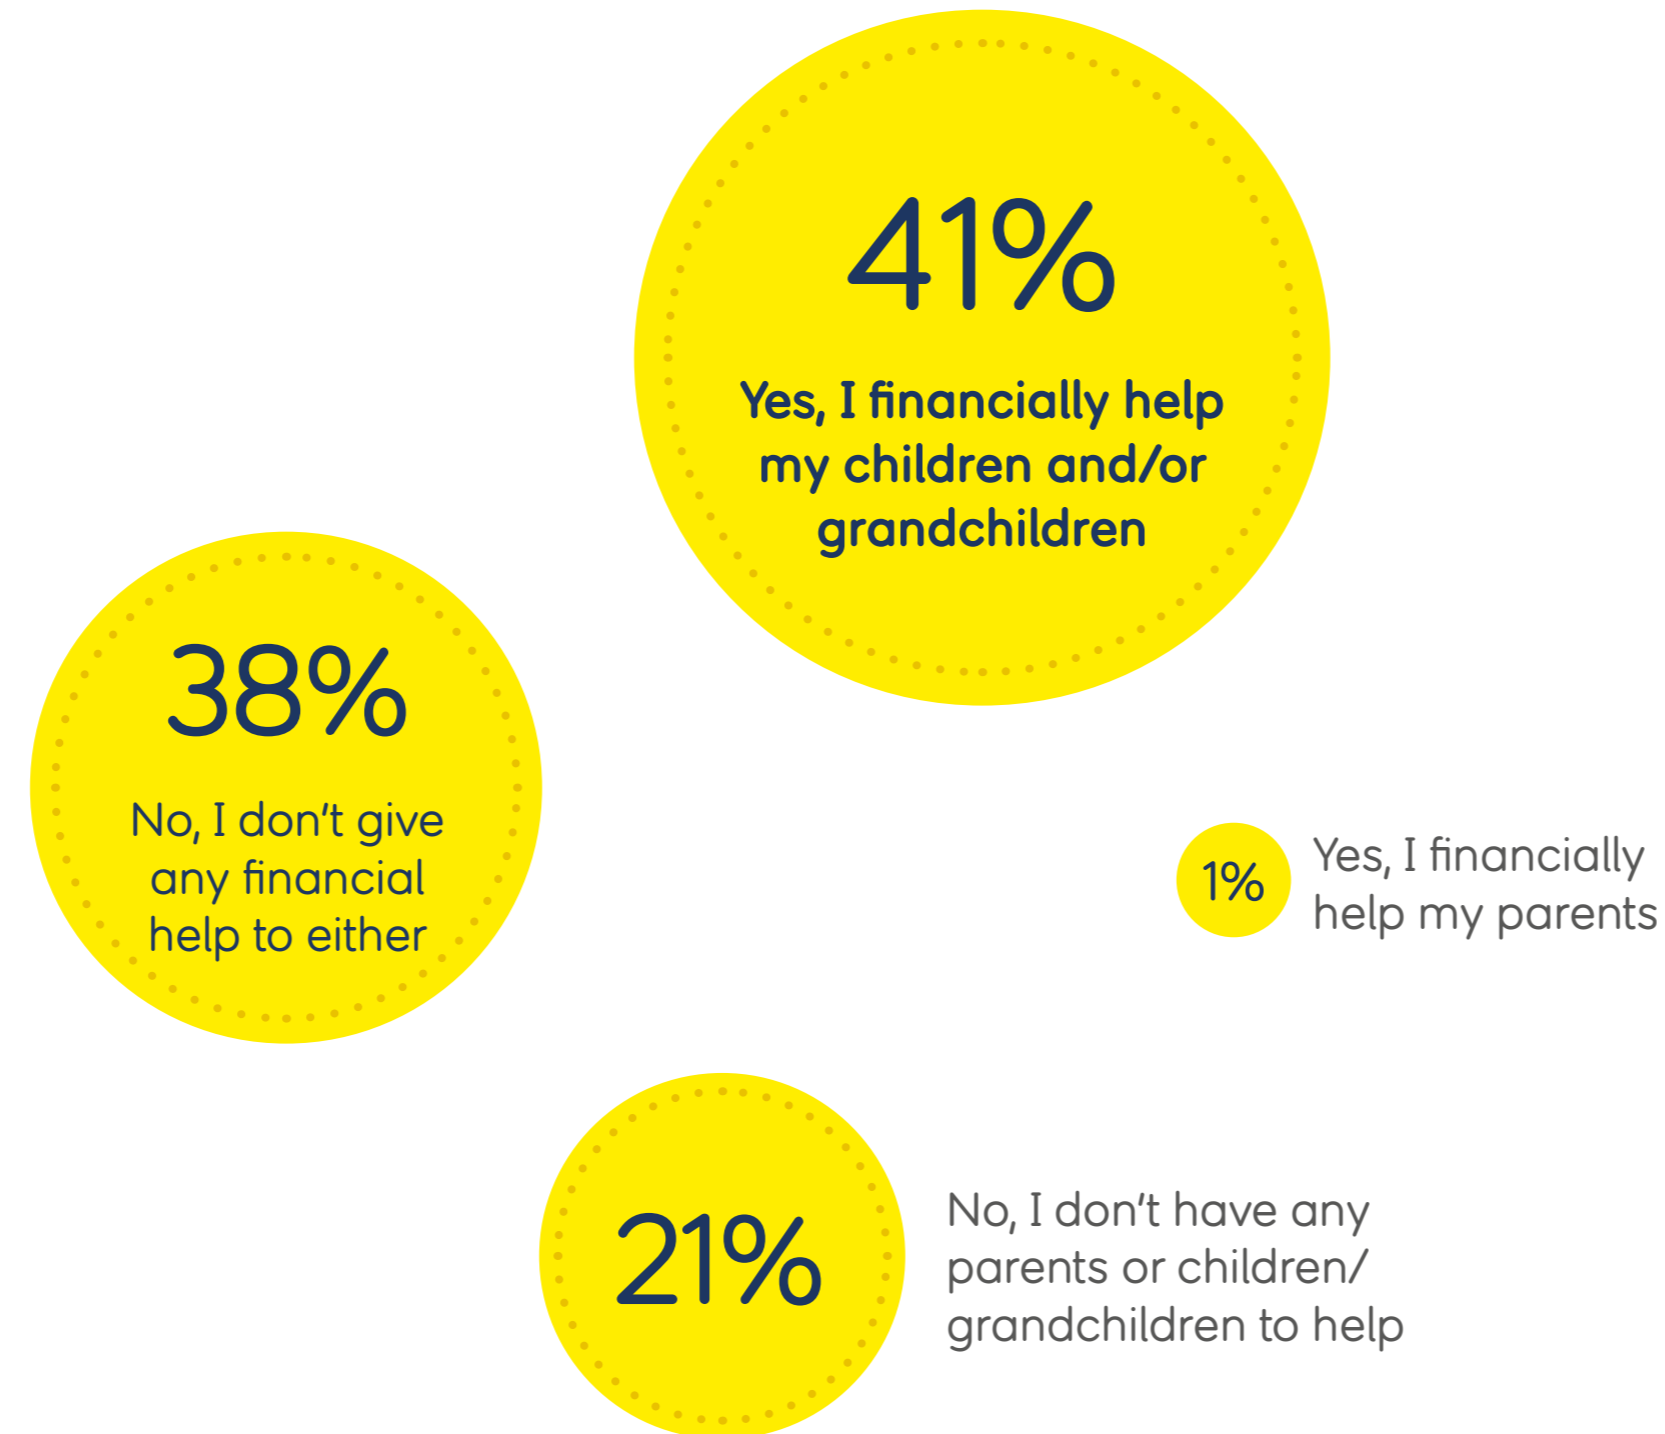 41%
Yes, I financially help
my children and/or
grandchildren
38%
No, I don't give
any financial
help to either
1%
Yes, I financially
help my parents
21%
No, I don't have any
parents or children/
grandchildren to help